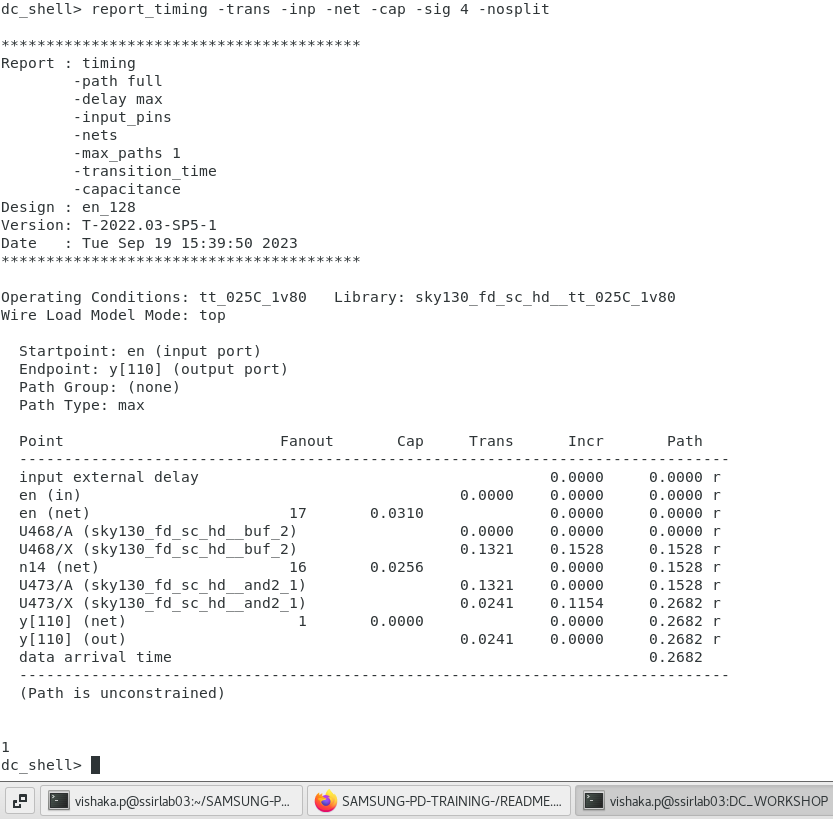 dc_shell> report_timing -trans -inp -net -cap -sig 4 -nosplit
****************************************
Report : timing
        -path full
        -delay max
        -input_pins
        -nets
        -max_paths 1
        -transition_time
        -capacitance
Design : en_128
Version: T-2022.03-SP5-1
Date   : Tue Sep 19 15:39:50 2023
****************************************
Operating Conditions: tt_025C_1v80   Library: sky130_fd_sc_hd__tt_025C_1v80
Wire Load Model Mode: top
  Startpoint: en (input port)
  Endpoint: y[110] (output port)
  Path Group: (none)
  Path Type: max
  Point                        Fanout       Cap     Trans      Incr       Path
  -------------------------------------------------------------------------------
  input external delay                                       0.0000     0.0000 r
  en (in)                                          0.0000    0.0000     0.0000 r
  en (net)                      17       0.0310              0.0000     0.0000 r
  U468/A (sky130_fd_sc_hd__buf_2)                  0.0000    0.0000     0.0000 r
  U468/X (sky130_fd_sc_hd__buf_2)                  0.1321    0.1528     0.1528 r
  n14 (net)                     16       0.0256              0.0000     0.1528 r
  U473/A (sky130_fd_sc_hd__and2_1)                 0.1321    0.0000     0.1528 r
  U473/X (sky130_fd_sc_hd__and2_1)                 0.0241    0.1154     0.2682 r
  y[110] (net)                   1       0.0000              0.0000     0.2682 r
  y[110] (out)                                     0.0241    0.0000     0.2682 r
  data arrival time                                                     0.2682
  -------------------------------------------------------------------------------
  (Path is unconstrained)
1
dc_shell>
vishaka.p@ssirlab03:~/SAMSUNG-P... SAMSUNG-PD-TRAINING-/README.... vishaka.p@ssirlab03:DC_WORKSHOP